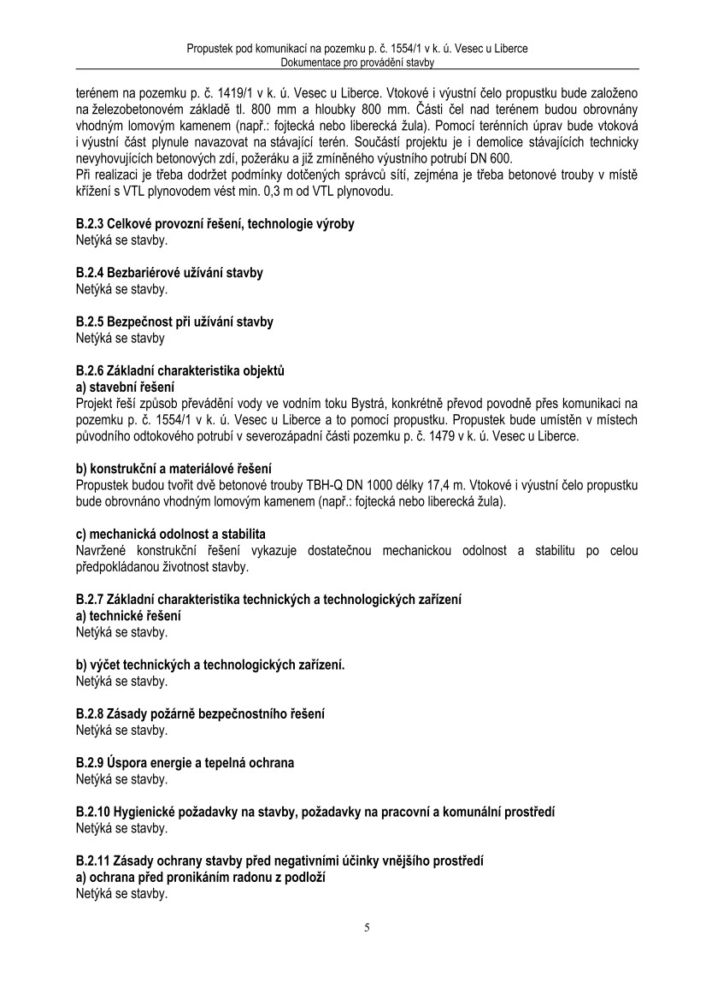 Propustek pod komunikací na pozemku p. č. 1554/1 v k. ú. Vesec u Liberce
Dokumentace pro provádění stavby
terénem na pozemku p. č. 1419/1 v k. ú. Vesec u Liberce. Vtokové i výustní čelo propustku bude založeno
na železobetonovém základě tl. 800 mm a hloubky 800 mm. Části čel nad terénem budou obrovnány
vhodným lomovým kamenem (např.: fojtecká nebo liberecká žula). Pomocí terénních úprav bude vtoková
i výustní část plynule navazovat na stávající terén. Součástí projektu je i demolice stávajících technicky
nevyhovujících betonových zdí, požeráku a již zmíněného výustního potrubí DN 600.
Při realizaci je třeba dodržet podmínky dotčených správců sítí, zejména je třeba betonové trouby v místě
křížení s VTL plynovodem vést min. 0,3 m od VTL plynovodu.
B.2.3 Celkové provozní řešení, technologie výroby
Netýká se stavby.
B.2.4 Bezbariérové užívání stavby
Netýká se stavby.
B.2.5 Bezpečnost při užívání stavby
Netýká se stavby
B.2.6 Základní charakteristika objektů
a) stavební řešení
Projekt řeší způsob převádění vody ve vodním toku Bystrá, konkrétně převod povodně přes komunikaci na
pozemku p. č. 1554/1 v k. ú. Vesec u Liberce a to pomocí propustku. Propustek bude umístěn v místech
původního odtokového potrubí v severozápadní části pozemku p. č. 1479 v k. ú. Vesec u Liberce.
b) konstrukční a materiálové řešení
Propustek budou tvořit dvě betonové trouby TBH-Q DN 1000 délky 17,4 m. Vtokové i výustní čelo propustku
bude obrovnáno vhodným lomovým kamenem (např.: fojtecká nebo liberecká žula).
c) mechanická odolnost a stabilita
Navržené konstrukční řešení vykazuje dostatečnou mechanickou odolnost a stabilitu po celou
předpokládanou životnost stavby.
B.2.7 Základní charakteristika technických a technologických zařízení
a) technické řešení
Netýká se stavby.
b) výčet technických a technologických zařízení.
Netýká se stavby.
B.2.8 Zásady požárně bezpečnostního řešení
Netýká se stavby.
B.2.9 Úspora energie a tepelná ochrana
Netýká se stavby.
B.2.10 Hygienické požadavky na stavby, požadavky na pracovní a komunální prostředí
Netýká se stavby.
B.2.11 Zásady ochrany stavby před negativními účinky vnějšího prostředí
a) ochrana před pronikáním radonu z podloží
Netýká se stavby.
5